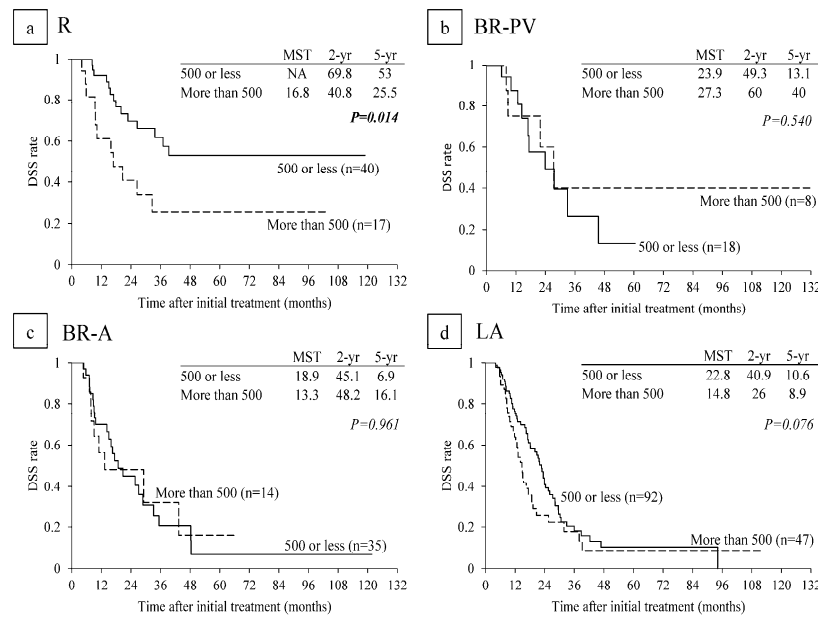 a R
MST 2-yr 5-yr
500 or less NA 69.8 53
More than 500 16.8 40.8 25.5
P=0.014
DSS rate
1
0.8
0.6
0.4
0.2
0
500 or less (n=40)
More than 500 (n=17)
0 12 24 36 48 60 72 84 96 108 120 132
Time after initial treatment (months)
b BR-PV
MST 2-yr 5-yr
500 or less 23.9 49.3 13.1
More than 500 27.3 60 40
P=0.540
DSS rate
1
0.8
0.6
0.4
0.2
0
More than 500 (n=8)
500 or less (n=18)
0 12 24 36 48 60 72 84 96 108 120 132
Time after initial treatment (months)
c BR-A
MST 2-yr 5-yr
500 or less 18.9 45.1 6.9
More than 500 13.3 48.2 16.1
P=0.961
DSS rate
1
0.8
0.6
0.4
0.2
0
More than 500 (n=14)
500 or less (n=35)
0 12 24 36 48 60 72 84 96 108 120 132
Time after initial treatment (months)
d LA
MST 2-yr 5-yr
500 or less 22.8 40.9 10.6
More than 500 14.8 26 8.9
P=0.076
DSS rate
1
0.8
0.6
0.4
0.2
0
500 or less (n=92)
More than 500 (n=47)
0 12 24 36 48 60 72 84 96 108 120 132
Time after initial treatment (months)